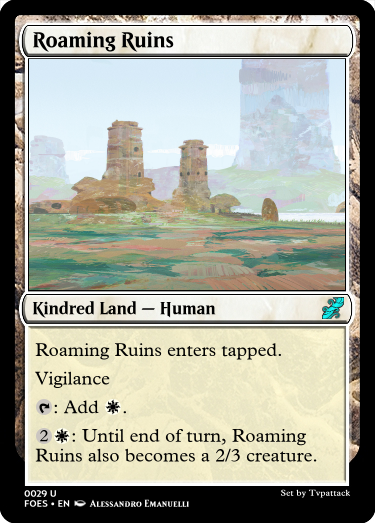 Roaming Ruins
Kindred Land — Human
Roaming Ruins enters tapped.
Vigilance
: Add .
2 : Until end of turn, Roaming
Ruins also becomes a 2/3 creature.
0029 U
FOES • EN Alessandro Emanuelli
Set by Tvpattack